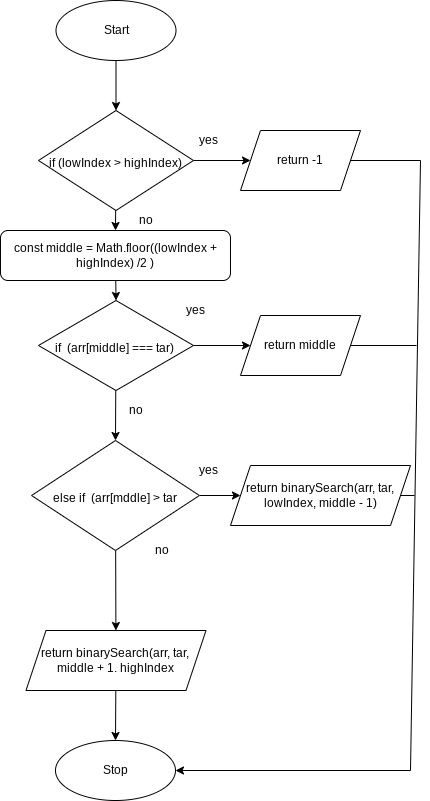 Start
yes
if (lowIndex > highIndex)
return -1
no
const middle = Math.floor((lowIndex +
highIndex) /2 )
yes
if  (arr[middle] === tar)
return middle
no
yes
else if  (arr[mddle] > tar
return binarySearch(arr, tar,
lowIndex, middle - 1)
no
return binarySearch(arr, tar,
middle + 1. highIndex
Stop